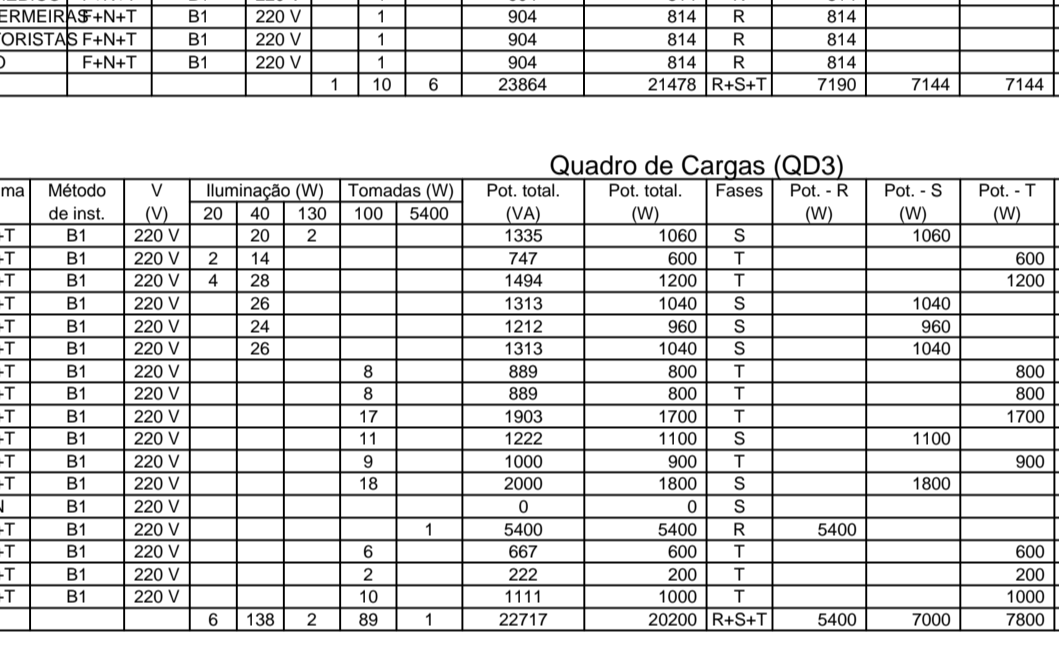 ERMEIRAS F+N+T B1 220 V 1 904 814 R 814
ORISTAS F+N+T B1 220 V 1 904 814 R 814
O F+N+T B1 220 V 1 904 814 R 814
1 10 6 23864 21478 R+S+T 7190 7144 7144
Quadro de Cargas (QD3)
ma Método V Iluminação (W) Tomadas (W) Pot. total. Pot. total. Fases Pot. - R Pot. - S Pot. - T
de inst. (V) 20 40 130 100 5400 (VA) (W) (W) (W) (W)
+T B1 220 V 20 2 1335 1060 S 1060
+T B1 220 V 2 14 747 600 T 600
+T B1 220 V 4 28 1494 1200 T 1200
+T B1 220 V 26 1313 1040 S 1040
+T B1 220 V 24 1212 960 S 960
+T B1 220 V 26 1313 1040 S 1040
+T B1 220 V 8 889 800 T 800
+T B1 220 V 8 889 800 T 800
+T B1 220 V 17 1903 1700 T 1700
+T B1 220 V 11 1222 1100 S 1100
+T B1 220 V 9 1000 900 T 900
+T B1 220 V 18 2000 1800 S 1800
N B1 220 V 0 0 S
+T B1 220 V 1 5400 5400 R 5400
+T B1 220 V 6 667 600 T 600
+T B1 220 V 2 222 200 T 200
+T B1 220 V 10 1111 1000 T 1000
6 138 2 89 1 22717 20200 R+S+T 5400 7000 7800